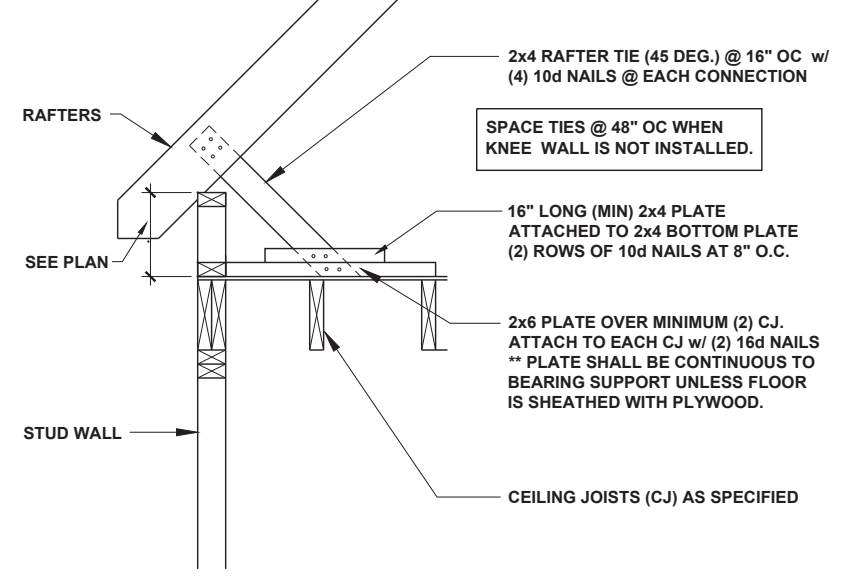 2x4 RAFTER TIE (45 DEG.) @ 16" OC w/
(4) 10d NAILS @ EACH CONNECTION
RAFTERS
SPACE TIES @ 48" OC WHEN
KNEE WALL IS NOT INSTALLED.
16" LONG (MIN) 2x4 PLATE
ATTACHED TO 2x4 BOTTOM PLATE
(2) ROWS OF 10d NAILS AT 8" O.C.
SEE PLAN
2x6 PLATE OVER MINIMUM (2) CJ.
ATTACH TO EACH CJ w/ (2) 16d NAILS
** PLATE SHALL BE CONTINUOUS TO
BEARING SUPPORT UNLESS FLOOR
IS SHEATHED WITH PLYWOOD.
STUD WALL
CEILING JOISTS (CJ) AS SPECIFIED